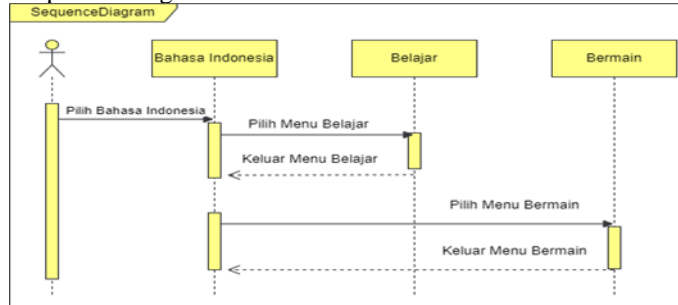 SequenceDiagram
Bahasa Indonesia
Belajar
Bermain
Pilih Bahasa Indonesia
Pilih Menu Belajar
Keluar Menu Belajar
Pilih Menu Bermain
Keluar Menu Bermain